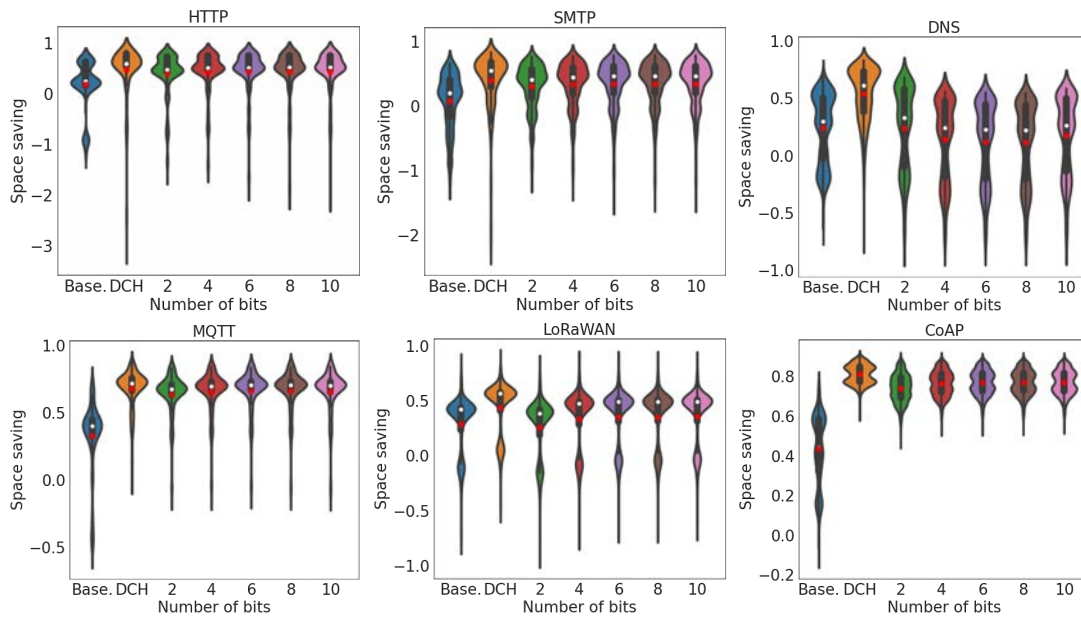 HTTP
Space saving
1
0
−1
−2
−3
Base. DCH 2 4 6 8 10
Number of bits
SMTP
Space saving
1
0
−1
−2
Base. DCH 2 4 6 8 10
Number of bits
DNS
Space saving
1.0
0.5
0.0
−0.5
−1.0
Base. DCH 2 4 6 8 10
Number of bits
MQTT
Space saving
1.0
0.5
0.0
−0.5
Base. DCH 2 4 6 8 10
Number of bits
LoRaWAN
Space saving
1.0
0.5
0.0
−0.5
−1.0
Base. DCH 2 4 6 8 10
Number of bits
CoAP
Space saving
0.8
0.6
0.4
0.2
0.0
−0.2
Base. DCH 2 4 6 8 10
Number of bits